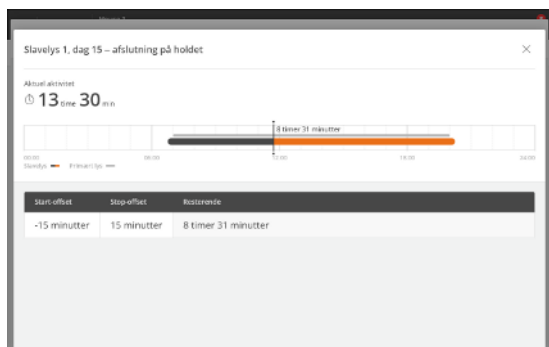 Slavelys 1, dag 15 – afslutning på holdet
Aktuel aktivitet
13 time 30 min
8 timer 31 minutter
00:00 06:00 12:00 18:00 24:00
Slavelys Primært lys
Start-offset Stop-offset Resterende
-15 minutter 15 minutter 8 timer 31 minutter